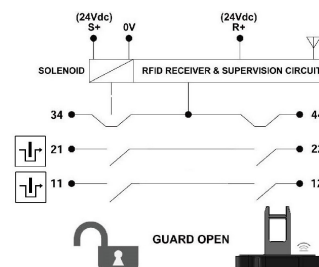 (24Vdc) (24Vdc)
S+ 0V R+
SOLENOID RFID RECEIVER & SUPERVISION CIRCUIT
34
21
11
GUARD OPEN